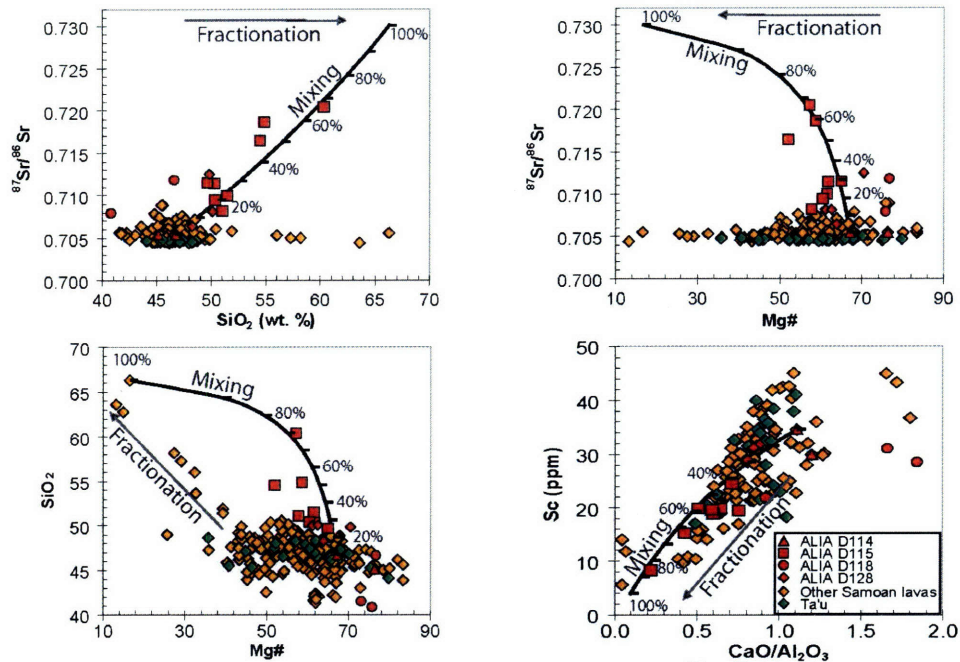 0.730
0.725
0.720
0.715
0.710
0.705
0.700
⁸⁷Sr/⁸⁶Sr
Fractionation
Mixing
100%
80%
60%
40%
20%
40 45 50 55 60 65 70
SiO₂ (wt. %)
0.730
0.725
0.720
0.715
0.710
0.705
0.700
⁸⁷Sr/⁸⁶Sr
100%
Fractionation
Mixing
80%
60%
40%
20%
10 30 50 70 90
Mg#
70
65
60
55
50
45
40
SiO₂
100%
Mixing
80%
Fractionation
60%
40%
20%
10 30 50 70 90
Mg#
50
40
30
20
10
0
Sc (ppm)
40%
60%
Mixing
80%
100%
Fractionation
ALIA D114
ALIA D115
ALIA D118
ALIA D128
Other Samoan lavas
Ta'u
0.0 0.5 1.0 1.5 2.0
CaO/Al₂O₃